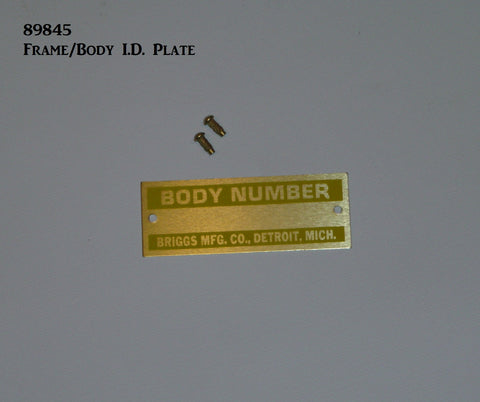 89845
Frame/Body I.D. Plate
BODY NUMBER
BRIGGS MFG. CO., DETROIT, MICH.